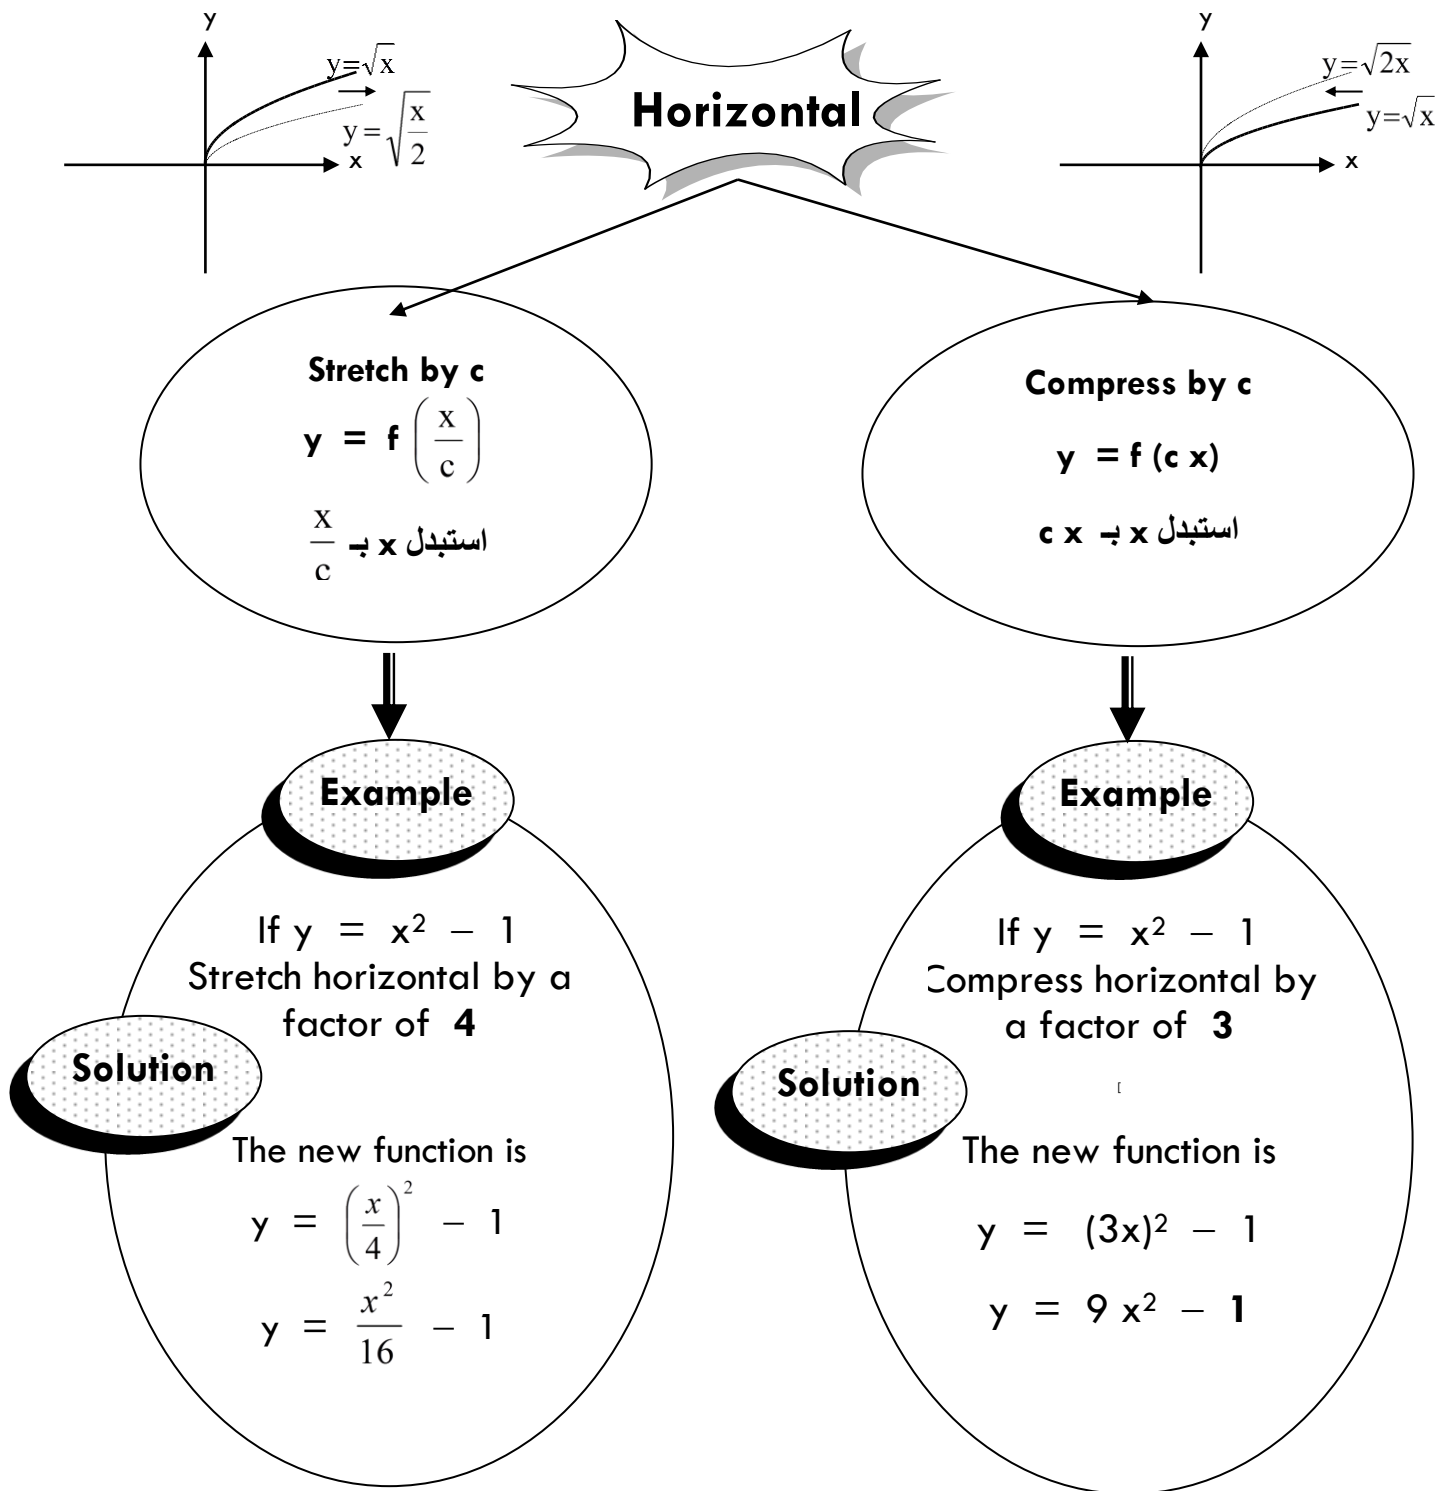 y
y=√x
y=√(x/2)
x
Horizontal
y
y=√2x
y=√x
x
Stretch by c
y = f (x/c)
استبدل x بـ x/c
Compress by c
y = f (c x)
استبدل x بـ c x
Example
If y = x² – 1
Stretch horizontal by a
factor of 4
Solution
The new function is
y = (x/4)² – 1
y = x²/16 – 1
Example
If y = x² – 1
Compress horizontal by
a factor of 3
Solution
[
The new function is
y = (3x)² – 1
y = 9 x² – 1